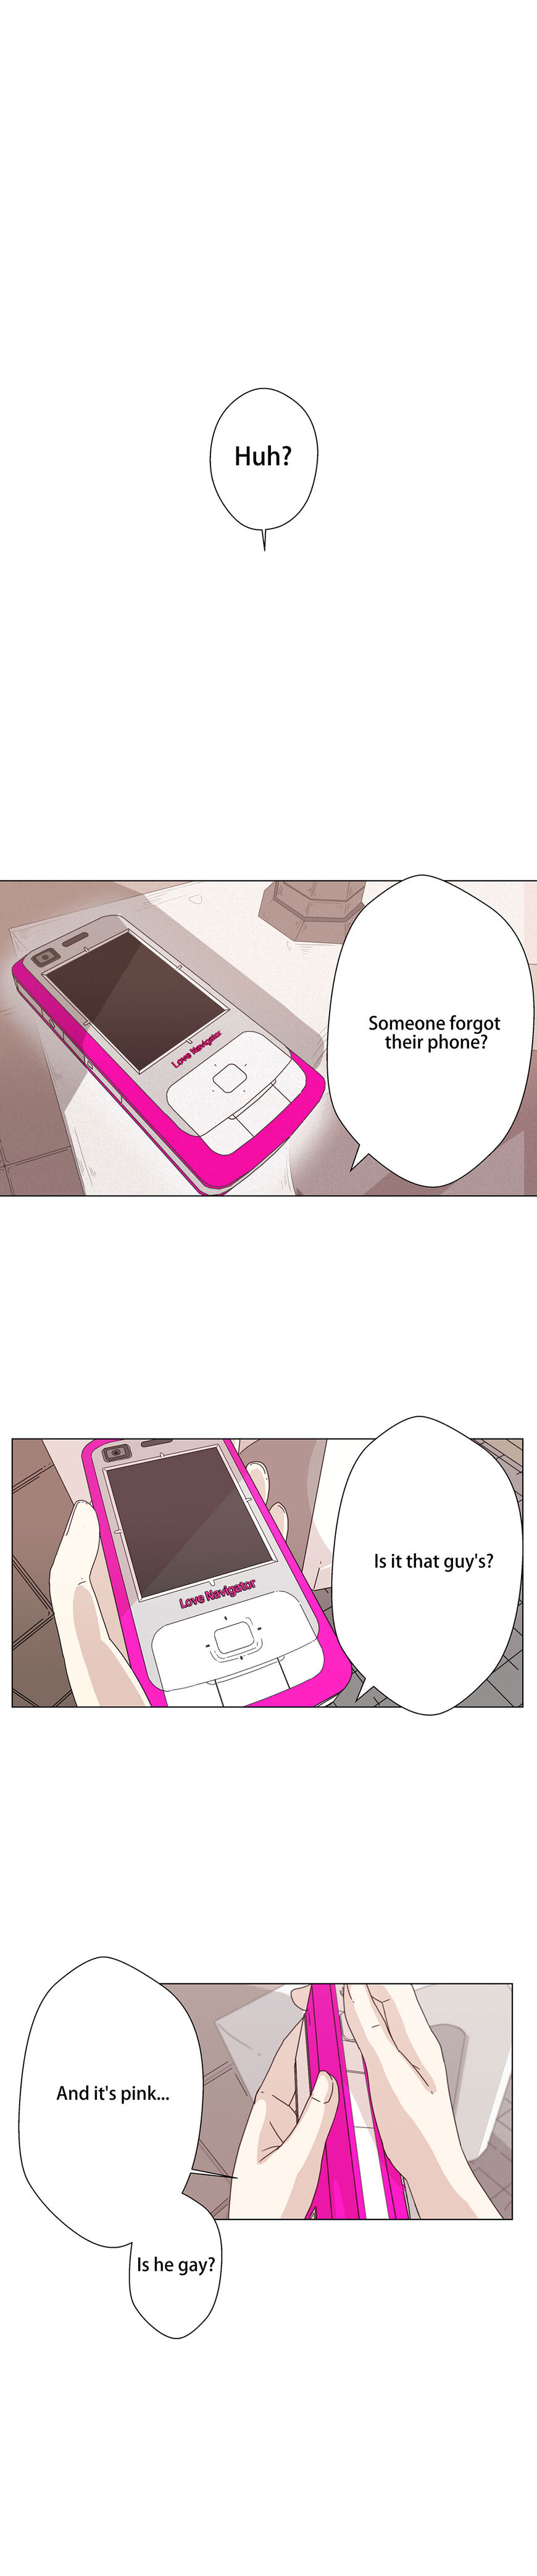 Huh?
Someone forgot
their phone?
Love Navigator
Is it that guy's?
Love Navigator
And it's pink...
Is he gay?